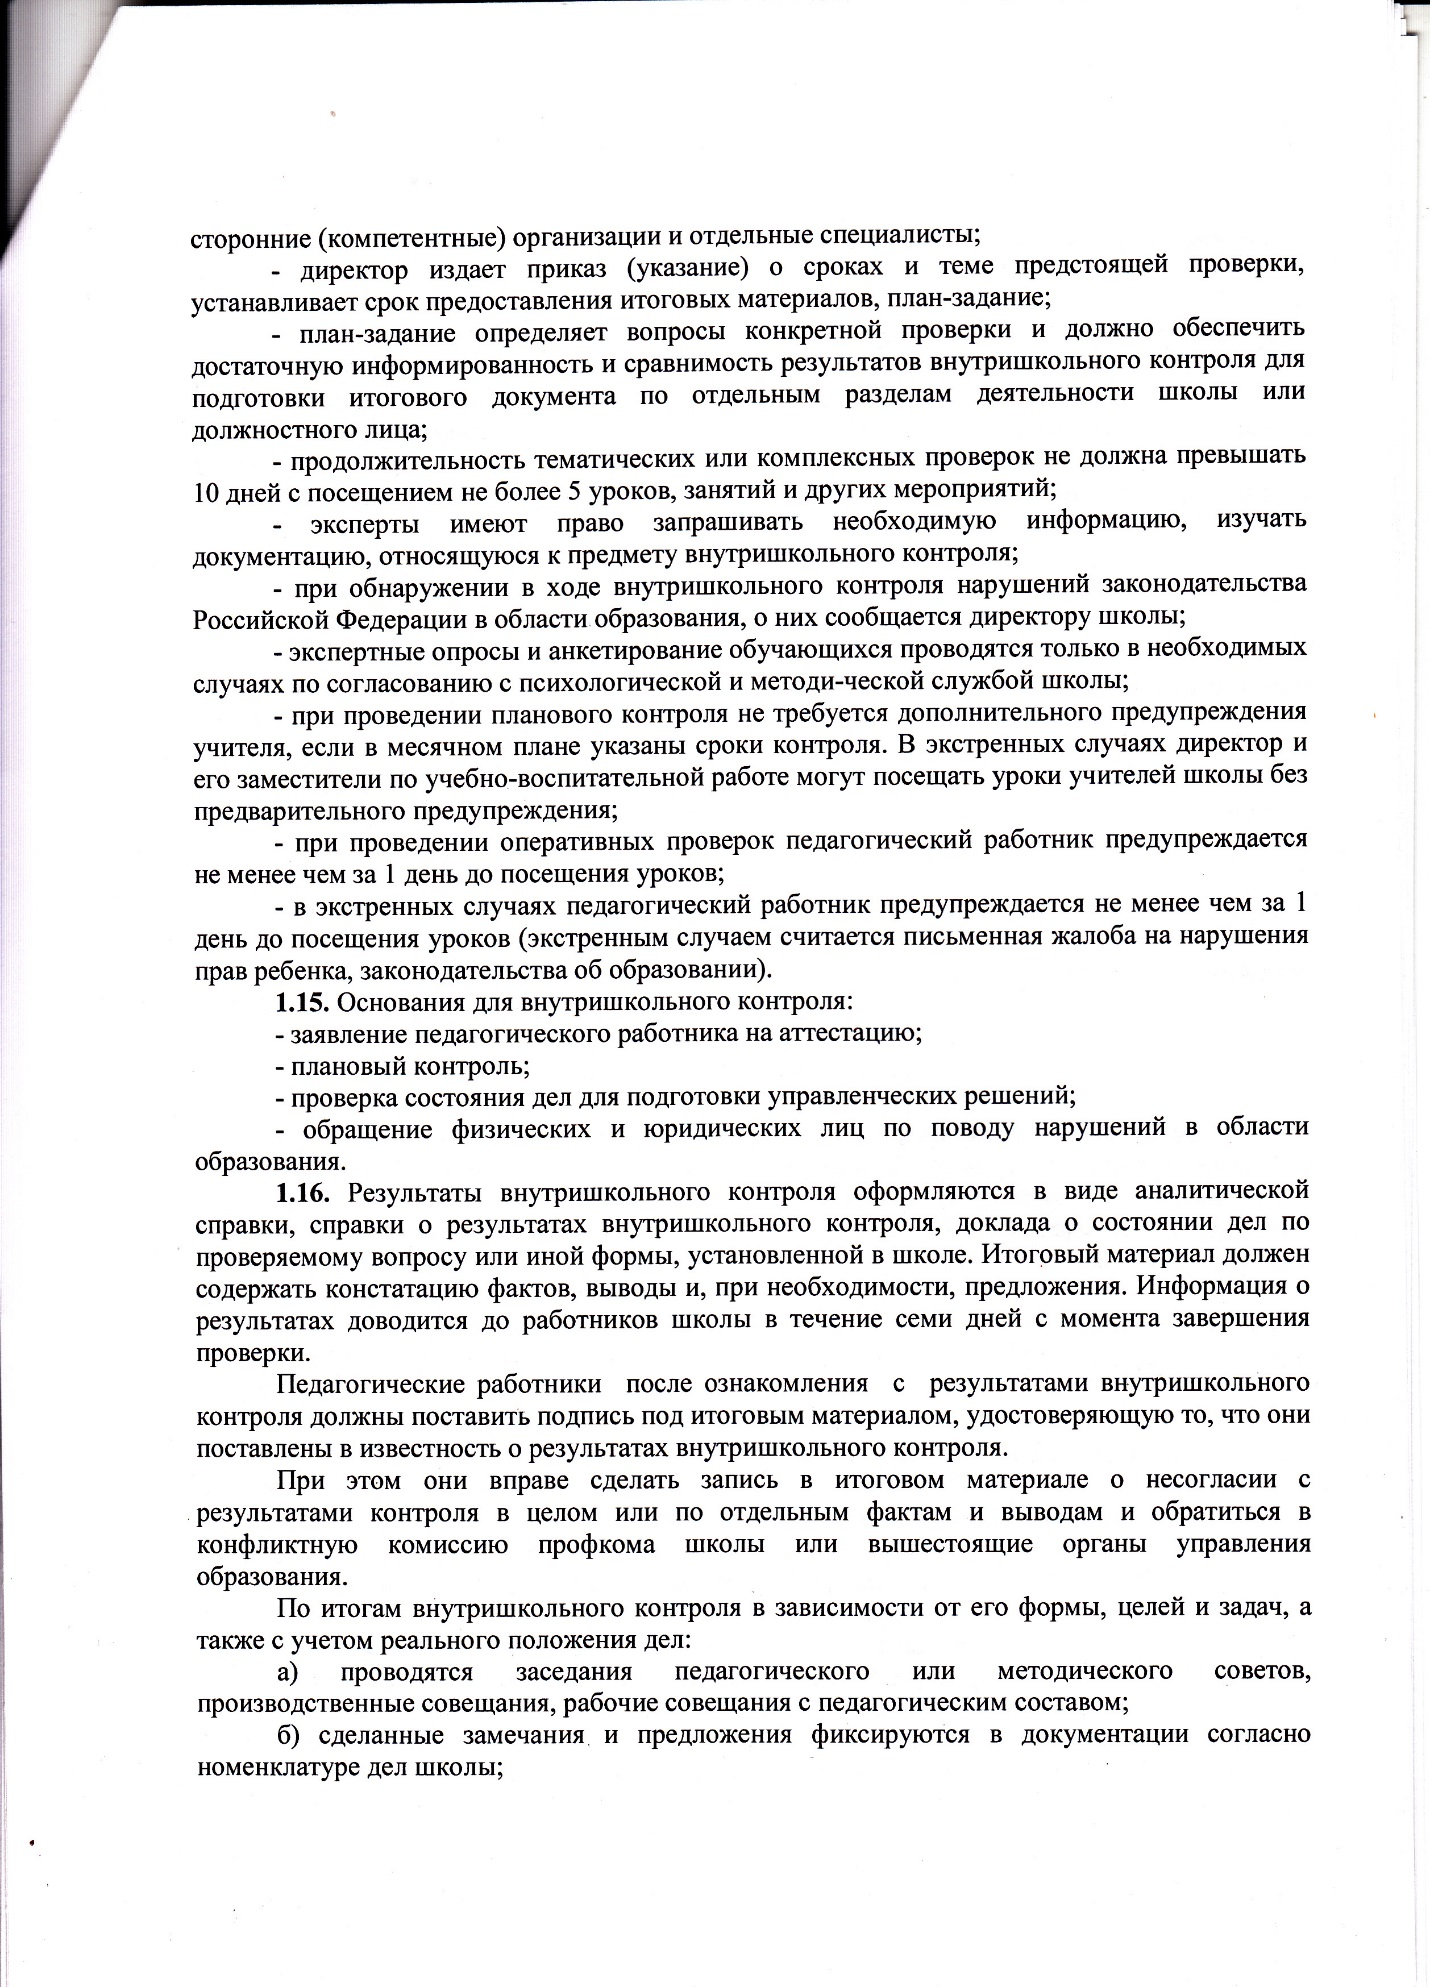 сторонние (компетентные) организации и отдельные специалисты;
- директор издает приказ (указание) о сроках и теме предстоящей проверки,
устанавливает срок предоставления итоговых материалов, план-задание;
- план-задание определяет вопросы конкретной проверки и должно обеспечить
достаточную информированность и сравнимость результатов внутришкольного контроля для
подготовки итогового документа по отдельным разделам деятельности школы или
должностного лица;
- продолжительность тематических или комплексных проверок не должна превышать
10 дней с посещением не более 5 уроков, занятий и других мероприятий;
- эксперты имеют право запрашивать необходимую информацию, изучать
документацию, относящуюся к предмету внутришкольного контроля;
- при обнаружении в ходе внутришкольного контроля нарушений законодательства
Российской Федерации в области образования, о них сообщается директору школы;
- экспертные опросы и анкетирование обучающихся проводятся только в необходимых
случаях по согласованию с психологической и методи-ческой службой школы;
- при проведении планового контроля не требуется дополнительного предупреждения
учителя, если в месячном плане указаны сроки контроля. В экстренных случаях директор и
его заместители по учебно-воспитательной работе могут посещать уроки учителей школы без
предварительного предупреждения;
- при проведении оперативных проверок педагогический работник предупреждается
не менее чем за 1 день до посещения уроков;
- в экстренных случаях педагогический работник предупреждается не менее чем за 1
день до посещения уроков (экстренным случаем считается письменная жалоба на нарушения
прав ребенка, законодательства об образовании).
1.15. Основания для внутришкольного контроля:
- заявление педагогического работника на аттестацию;
- плановый контроль;
- проверка состояния дел для подготовки управленческих решений;
- обращение физических и юридических лиц по поводу нарушений в области
образования.
1.16. Результаты внутришкольного контроля оформляются в виде аналитической
справки, справки о результатах внутришкольного контроля, доклада о состоянии дел по
проверяемому вопросу или иной формы, установленной в школе. Итоговый материал должен
содержать констатацию фактов, выводы и, при необходимости, предложения. Информация о
результатах доводится до работников школы в течение семи дней с момента завершения
проверки.
Педагогические работники после ознакомления с результатами внутришкольного
контроля должны поставить подпись под итоговым материалом, удостоверяющую то, что они
поставлены в известность о результатах внутришкольного контроля.
При этом они вправе сделать запись в итоговом материале о несогласии с
результатами контроля в целом или по отдельным фактам и выводам и обратиться в
конфликтную комиссию профкома школы или вышестоящие органы управления
образования.
По итогам внутришкольного контроля в зависимости от его формы, целей и задач, а
также с учетом реального положения дел:
а) проводятся заседания педагогического или методического советов,
производственные совещания, рабочие совещания с педагогическим составом;
б) сделанные замечания и предложения фиксируются в документации согласно
номенклатуре дел школы;